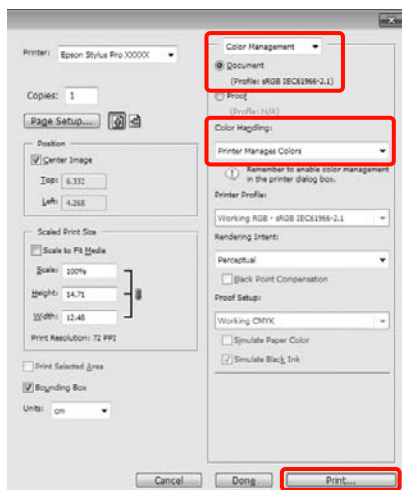 Printer: Epson Stylus Pro XXXXX
Copies: 1
Page Setup...
Position
Center Image
Top: 6.332
Left: 4.268
Scaled Print Size
Scale to Fit Media
Scale: 100%
Height: 14.71
Width: 12.48
Print Resolution: 72 PPI
Print Selected Area
Bounding Box
Units: cm
Color Management
Document
(Profile: sRGB IEC61966-2.1)
Proof
(Profile: N/A)
Color Handling:
Printer Manages Colors
Remember to enable color management
in the printer dialog box.
Printer Profile:
Working RGB - sRGB IEC61966-2.1
Rendering Intent:
Perceptual
Black Point Compensation
Proof Setup:
Working CMYK
Simulate Paper Color
Simulate Black Ink
Cancel
Done
Print...